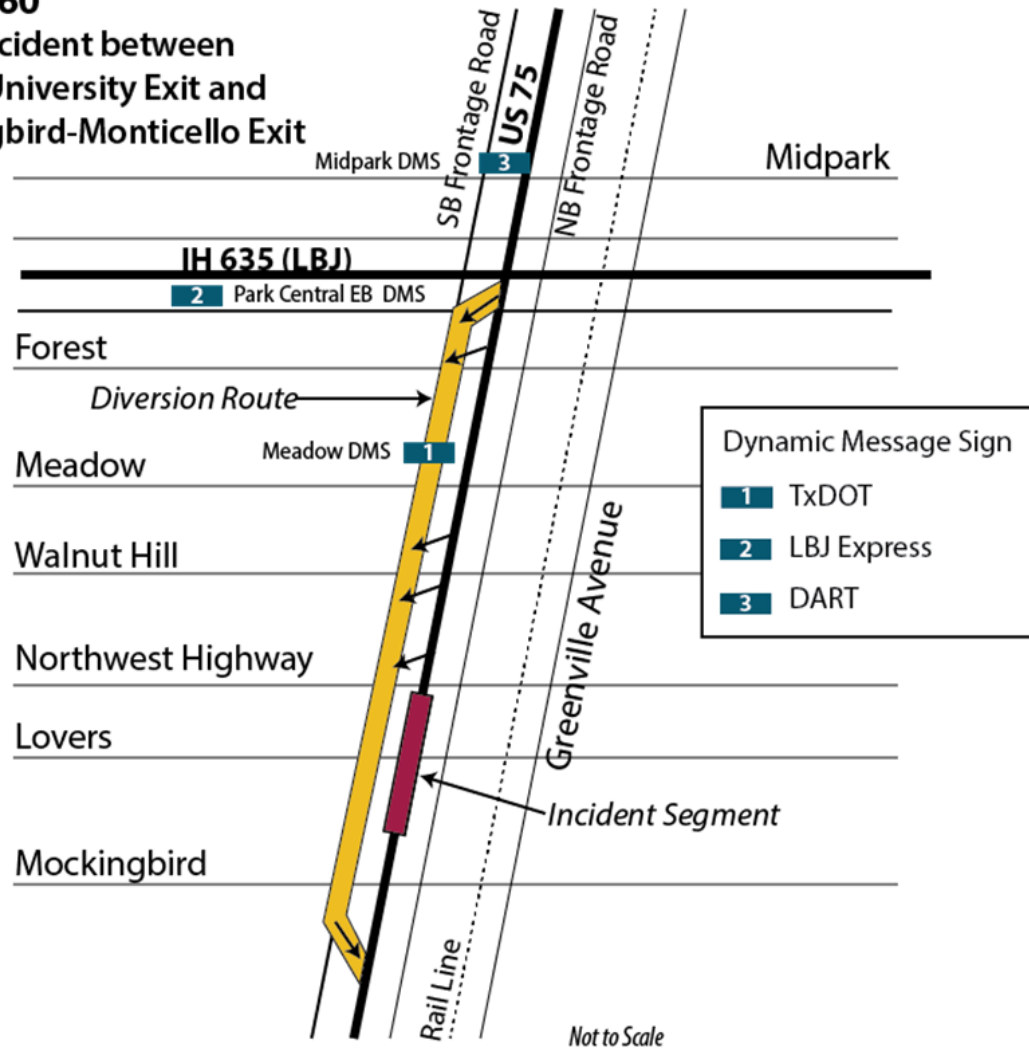 60
cident between
University Exit and
gbird-Monticello Exit
SB Frontage Road
US 75
NB Frontage Road
Midpark DMS
3
Midpark
IH 635 (LBJ)
2
Park Central EB DMS
Forest
Diversion Route
Meadow DMS
1
Meadow
Dynamic Message Sign
1 TxDOT
2 LBJ Express
3 DART
Walnut Hill
Greenville Avenue
Northwest Highway
Lovers
Incident Segment
Mockingbird
Rail Line
Not to Scale